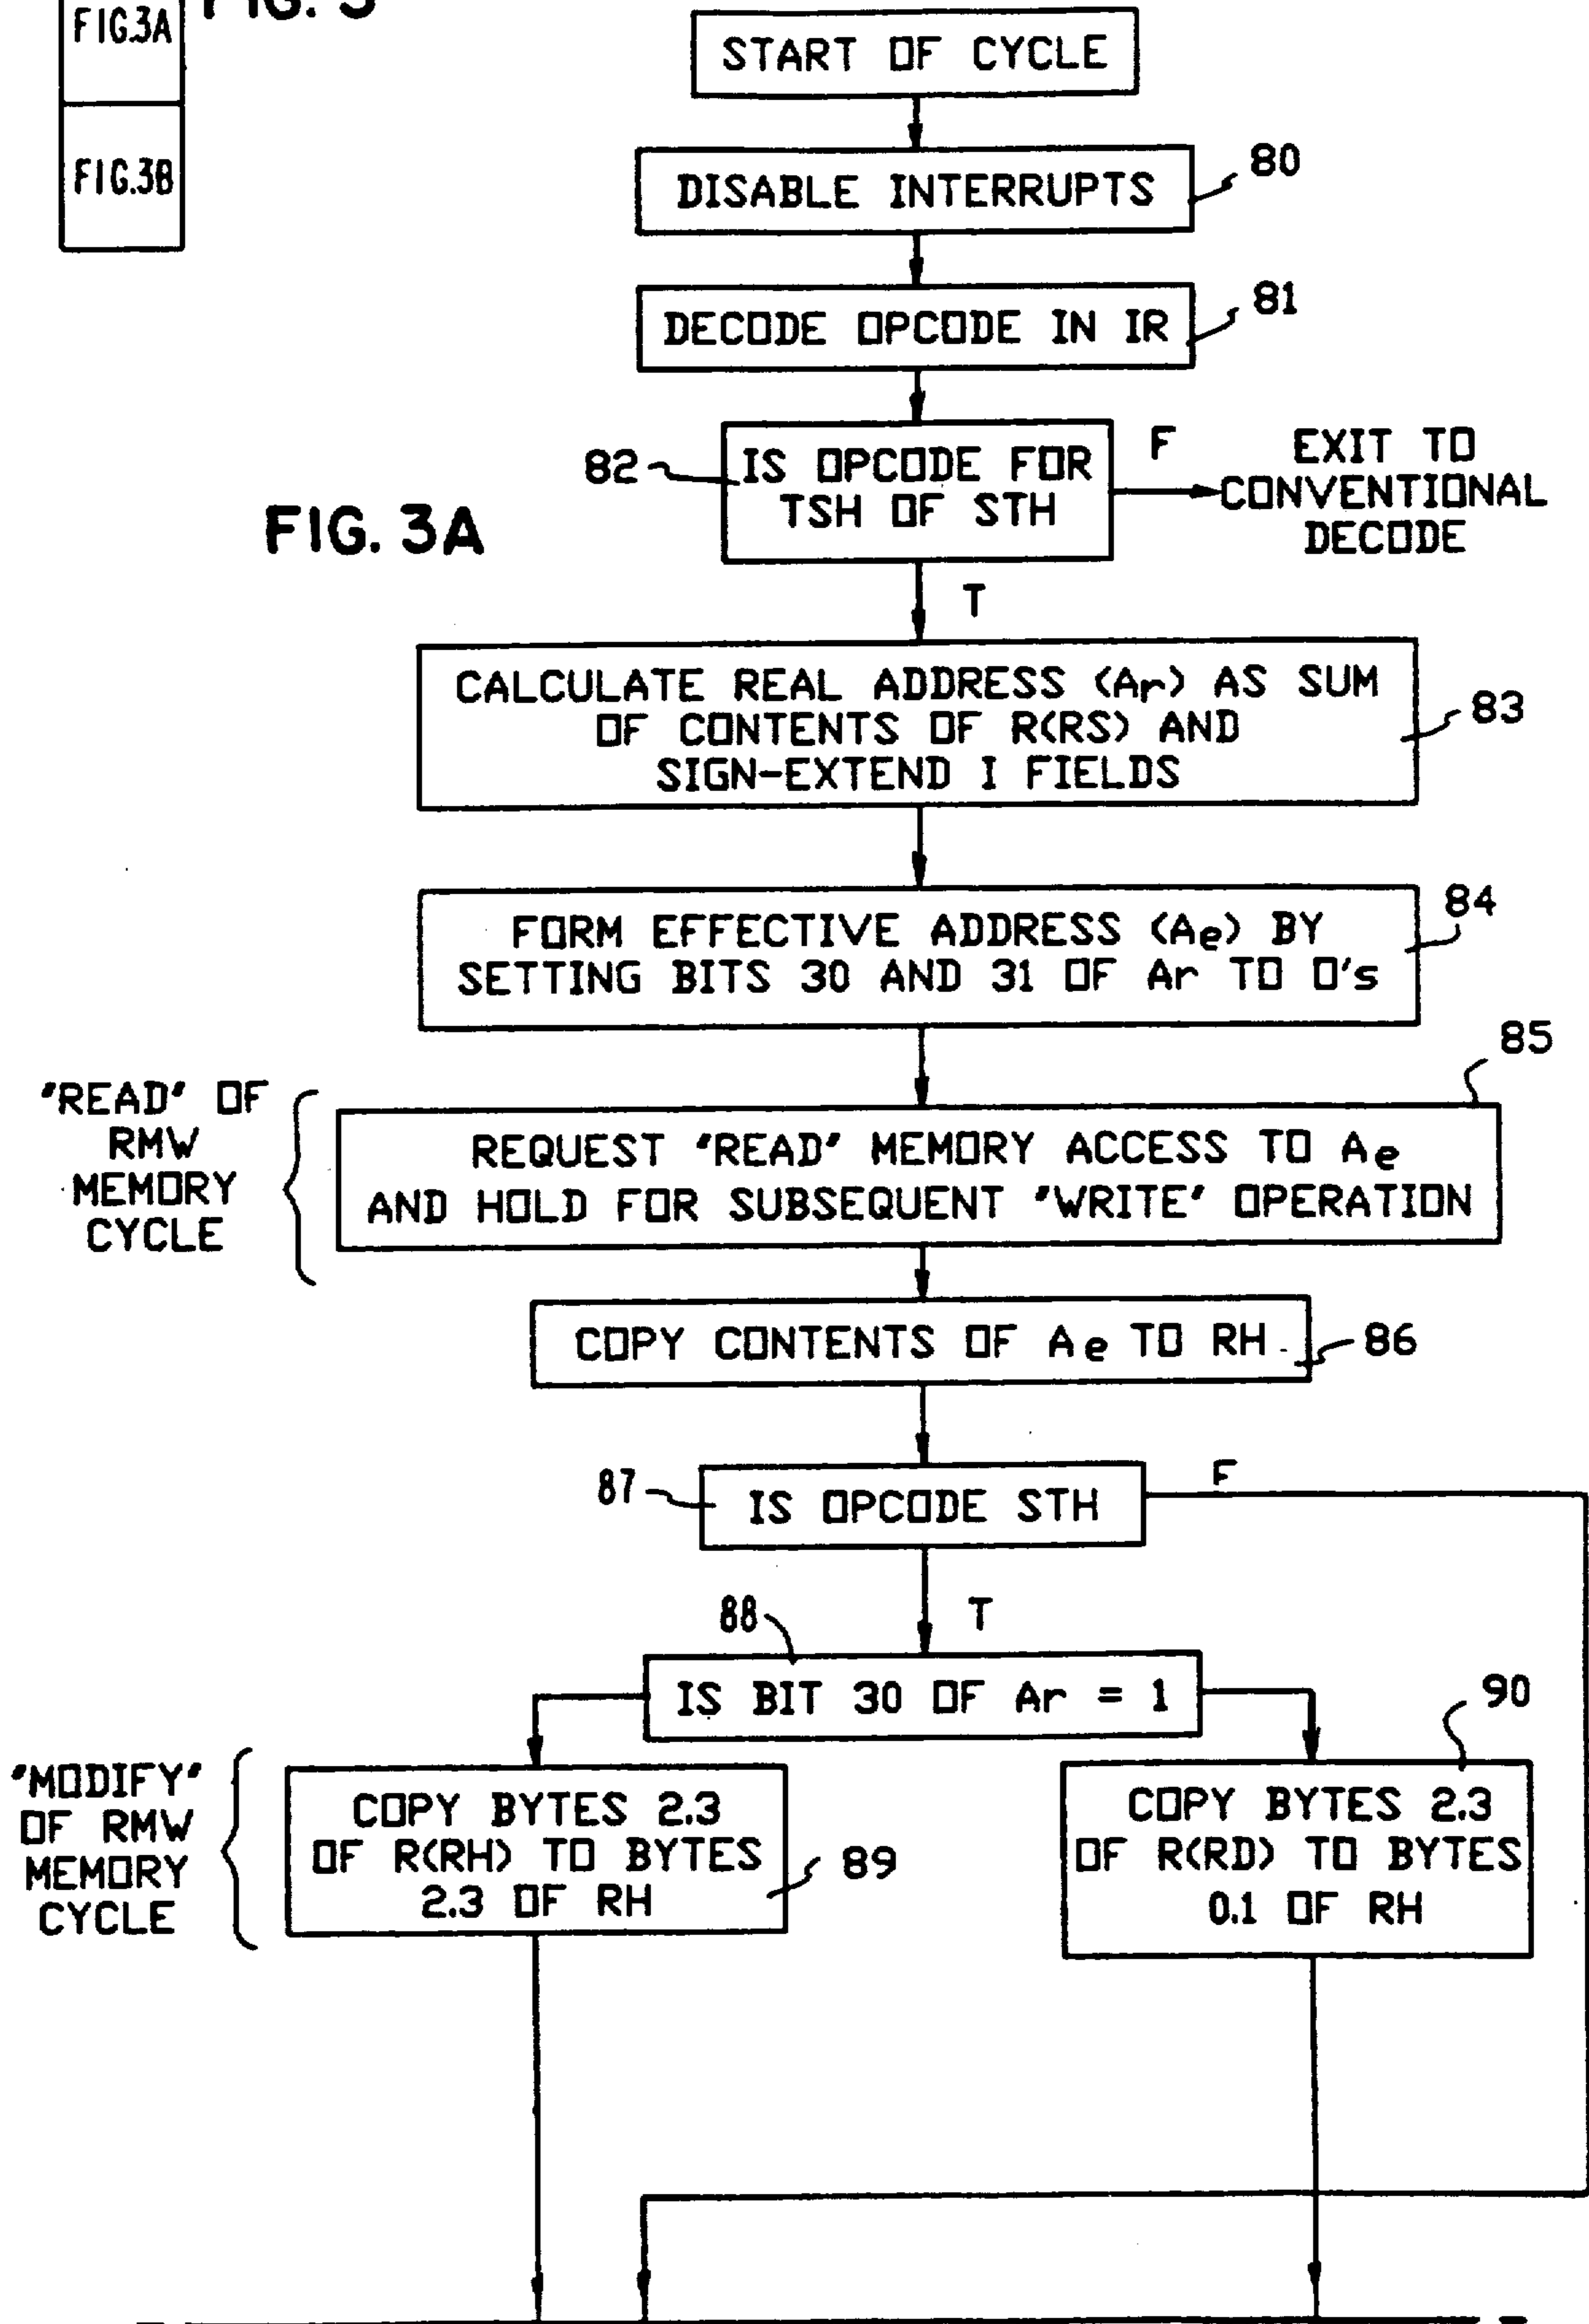 FIG. 3
FIG.3A
FIG.3B
START OF CYCLE
DISABLE INTERRUPTS
80
DECODE OPCODE IN IR
81
82
IS OPCODE FOR
TSH OF STH
F
EXIT TO
CONVENTIONAL
DECODE
FIG. 3A
T
CALCULATE REAL ADDRESS (Ar) AS SUM
OF CONTENTS OF R(RS) AND
SIGN-EXTEND I FIELDS
83
FORM EFFECTIVE ADDRESS (Ae) BY
SETTING BITS 30 AND 31 OF Ar TO 0's
84
85
"READ" OF
RMW
MEMORY
CYCLE
REQUEST "READ" MEMORY ACCESS TO Ae
AND HOLD FOR SUBSEQUENT "WRITE" OPERATION
COPY CONTENTS OF Ae TO RH
86
87
IS OPCODE STH
F
T
88
IS BIT 30 OF Ar = 1
90
"MODIFY"
OF RMW
MEMORY
CYCLE
COPY BYTES 2.3
OF R(RH) TO BYTES
2.3 OF RH
89
COPY BYTES 2.3
OF R(RD) TO BYTES
0.1 OF RH